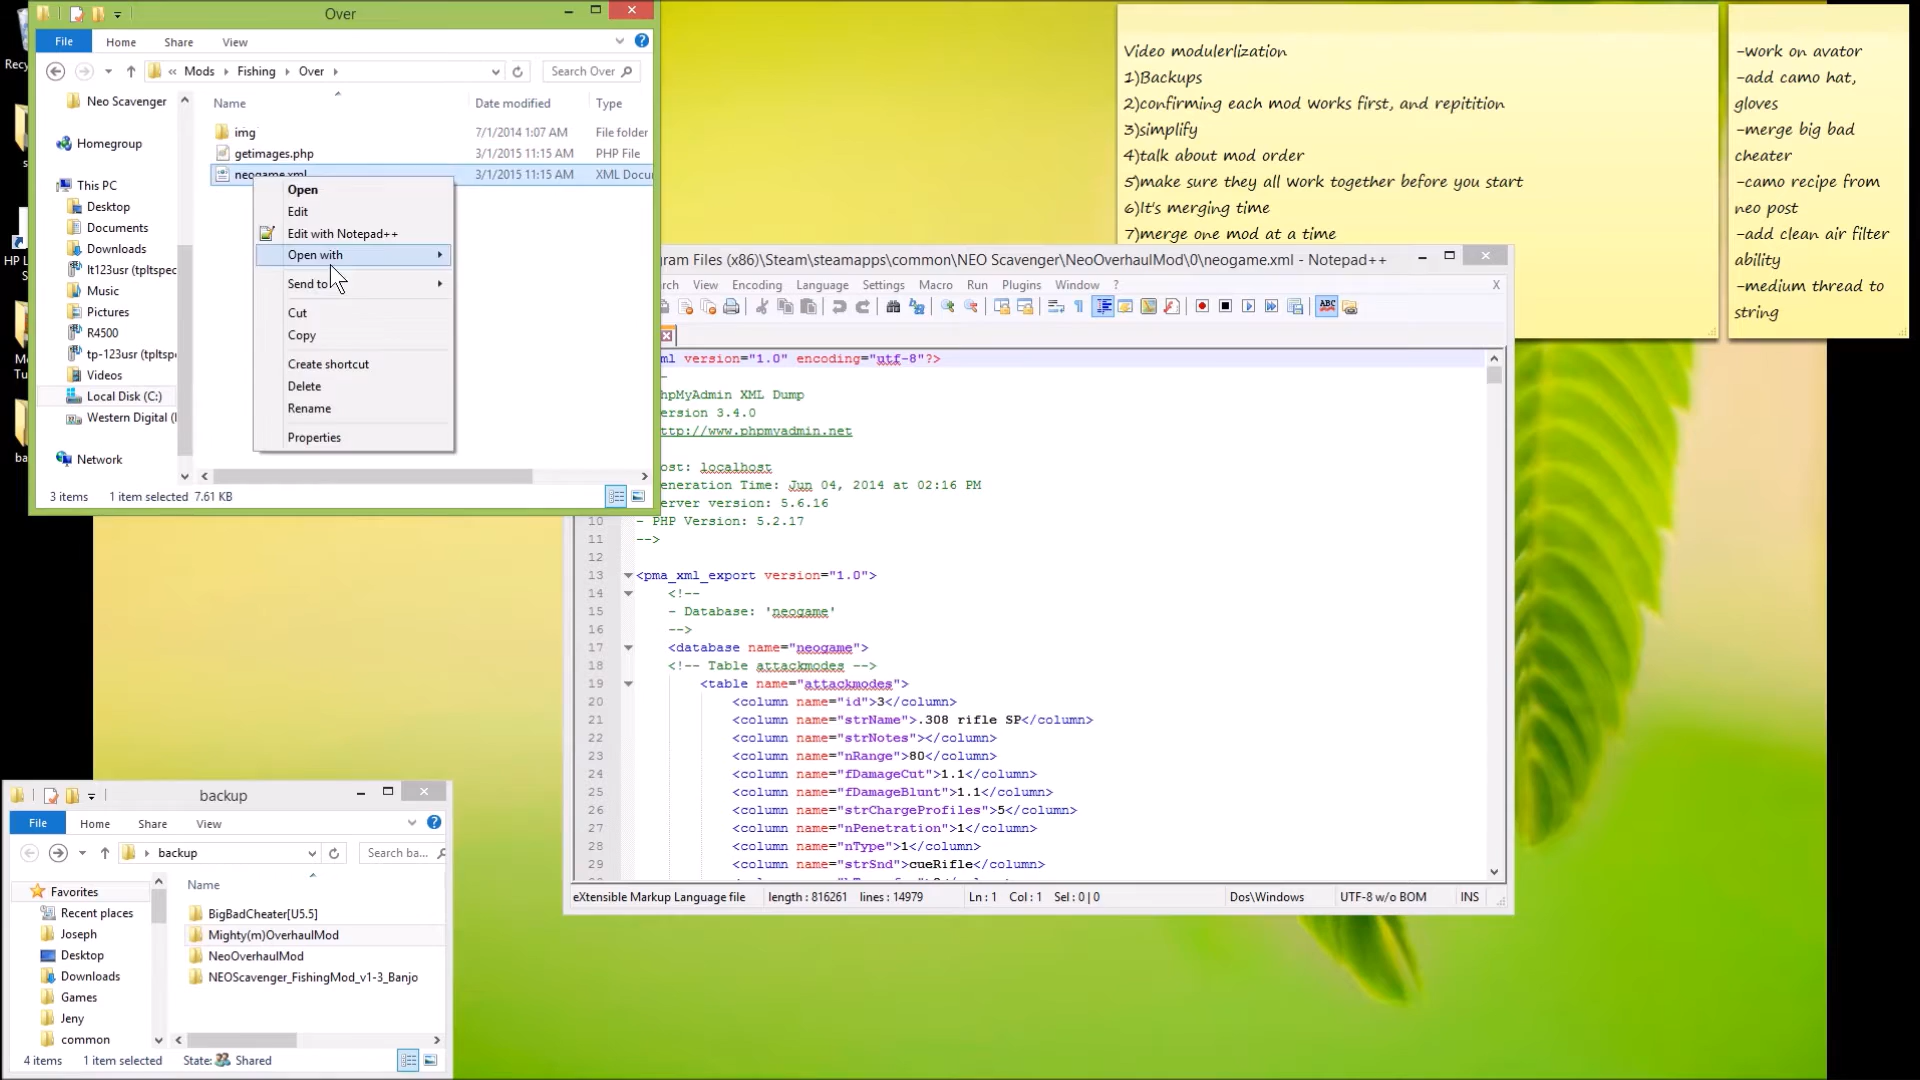 Over
File Home Share View
« Mods › Fishing › Over ›
Search Over
Name Date modified Type
img 7/1/2014 1:07 AM File folder
getimages.php 3/1/2015 11:15 AM PHP File
neogame.xml 3/1/2015 11:15 AM XML Docu
Neo Scavenger
Homegroup
This PC
Desktop
Documents
Downloads
lt123usr (tpltspec
Music
Pictures
R4500
tp-123usr (tpltsp
Videos
Local Disk (C:)
Western Digital (
Network
Open
Edit
Edit with Notepad++
Open with
Send to
Cut
Copy
Create shortcut
Delete
Rename
Properties
3 items 1 item selected 7.61 KB
Recy
HP L
Video modulerlization
1)Backups
2)confirming each mod works first, and repitition
3)simplify
4)talk about mod order
5)make sure they all work together before you start
6)It's merging time
7)merge one mod at a time
-work on avator
-add camo hat,
gloves
-merge big bad
cheater
-camo recipe from
neo post
-add clean air filter
ability
-medium thread to
string
gram Files (x86)\Steam\steamapps\common\NEO Scavenger\NeoOverhaulMod\0\neogame.xml - Notepad++
rch View Encoding Language Settings Macro Run Plugins Window ? X
ml version="1.0" encoding="utf-8"?>
hpMyAdmin XML Dump
ersion 3.4.0
ttp://www.phpmyadmin.net
ost: localhost
eneration Time: Jun 04, 2014 at 02:16 PM
erver version: 5.6.16
10 - PHP Version: 5.2.17
11 -->
12
13 <pma_xml_export version="1.0">
14 <!--
15 - Database: 'neogame'
16 -->
17 <database name="neogame">
18 <!-- Table attackmodes -->
19 <table name="attackmodes">
20 <column name="id">3</column>
21 <column name="strName">.308 rifle SP</column>
22 <column name="strNotes"></column>
23 <column name="nRange">80</column>
24 <column name="fDamageCut">1.1</column>
25 <column name="fDamageBlunt">1.1</column>
26 <column name="strChargeProfiles">5</column>
27 <column name="nPenetration">1</column>
28 <column name="nType">1</column>
29 <column name="strSnd">cueRifle</column>
eXtensible Markup Language file length : 816261 lines : 14979 Ln : 1 Col : 1 Sel : 0 | 0 Dos\Windows UTF-8 w/o BOM INS
backup
File Home Share View
› backup
Search ba...
Name
Favorites
Recent places
Joseph
Desktop
Downloads
Games
Jeny
common
BigBadCheater[U5.5]
Mighty(m)OverhaulMod
NeoOverhaulMod
NEOScavenger_FishingMod_v1-3_Banjo
4 items 1 item selected State: Shared